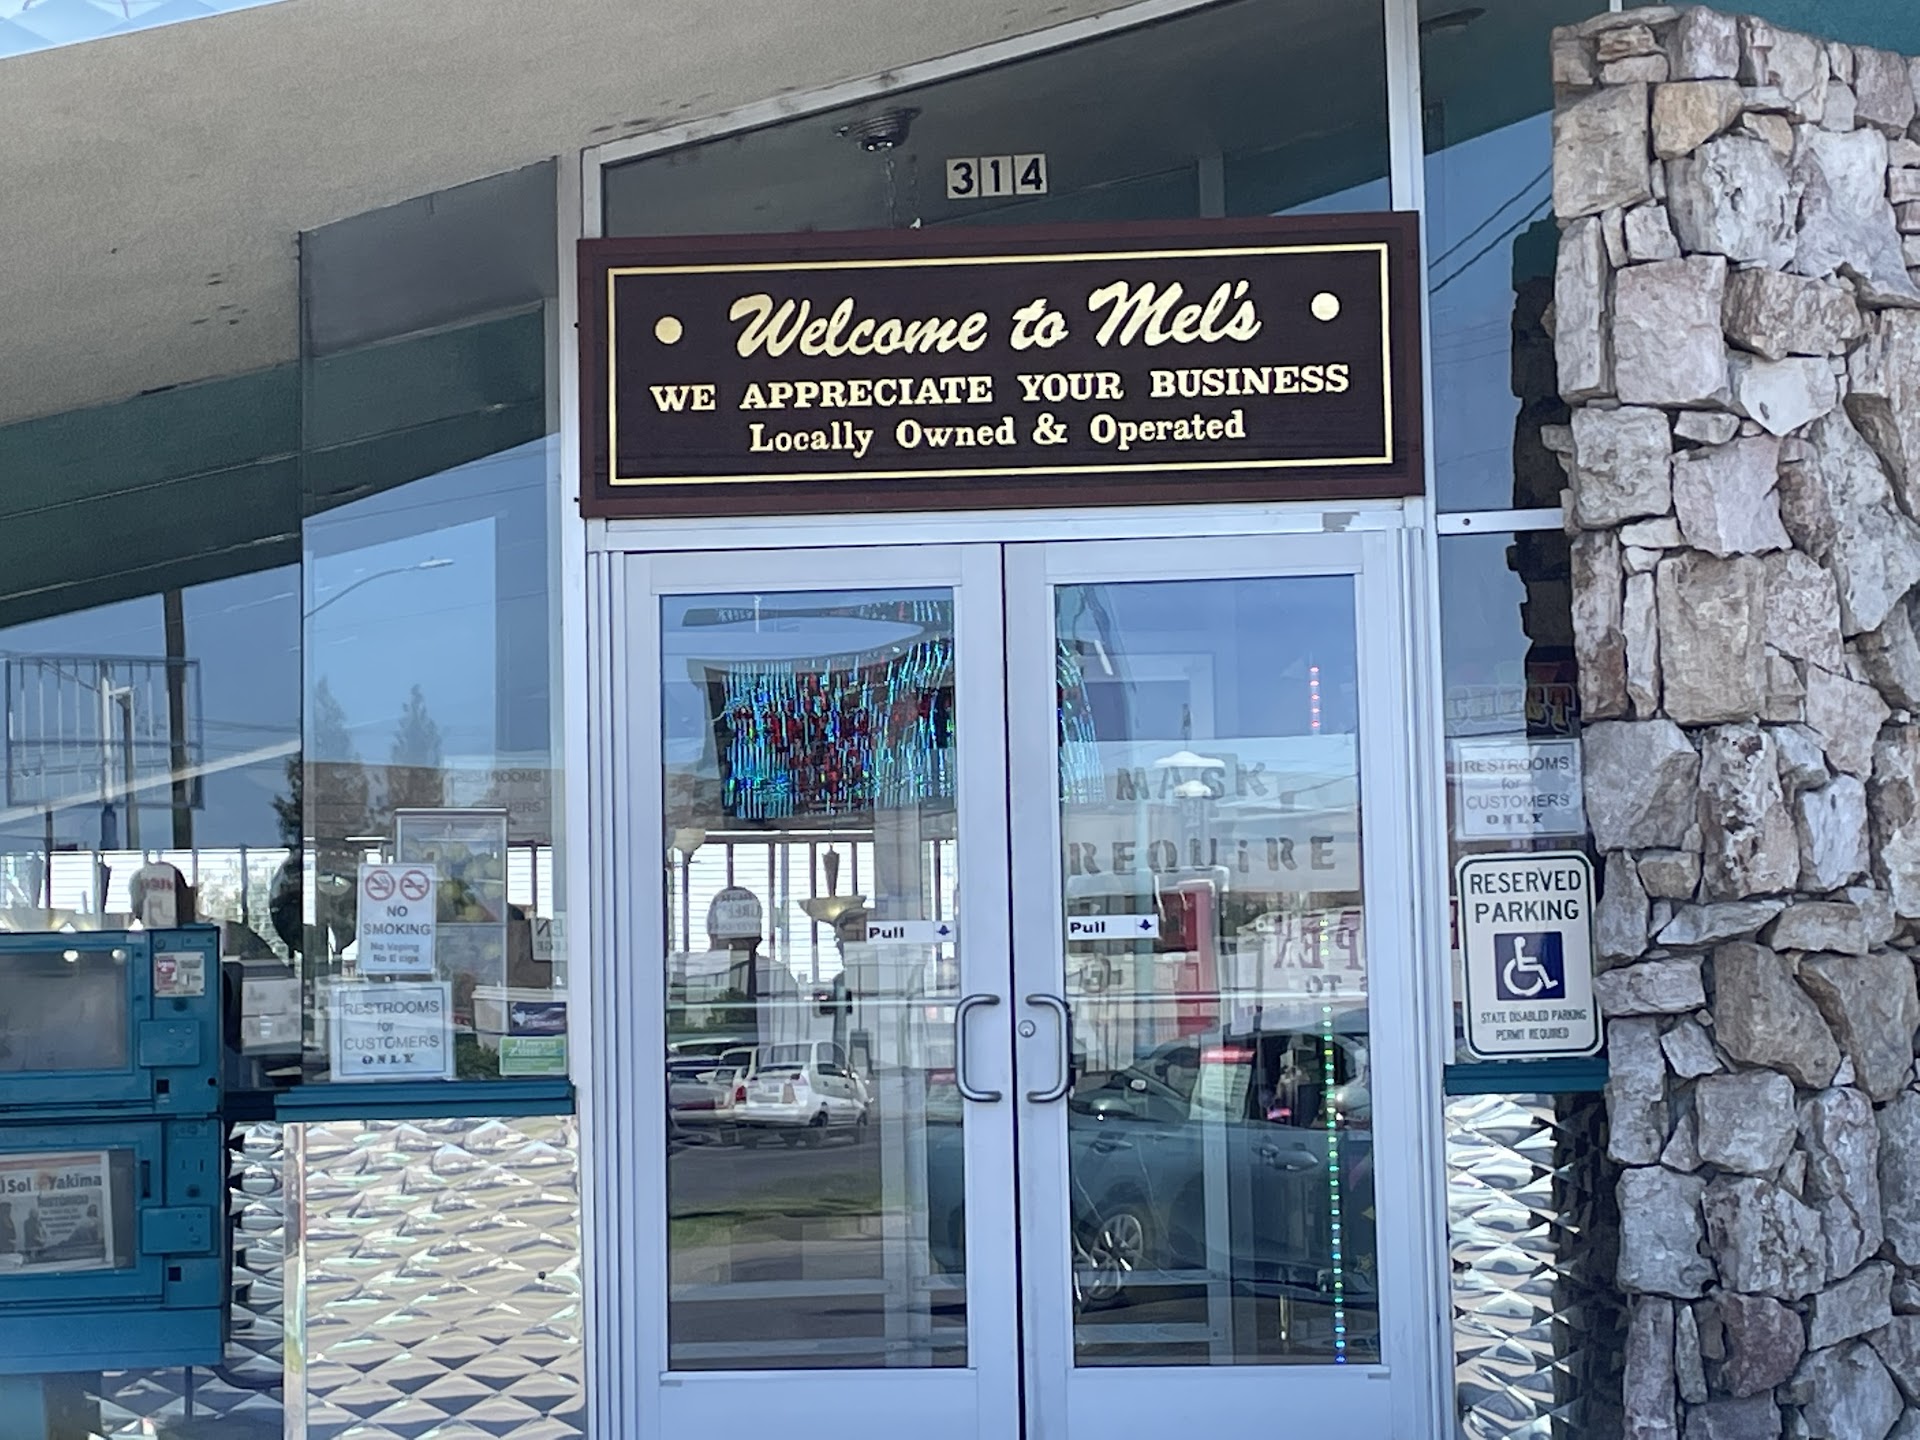 314
Welcome to Mel's
WE APPRECIATE YOUR BUSINESS
Locally Owned & Operated
MASK
REQUiRE
RESTROOMS
for
CUSTOMERS
ONLY
Pull
Pull
NO
SMOKING
No Vaping
No E cigs
RESTROOMS
for
CUSTOMERS
ONLY
RESERVED
PARKING
STATE DISABLED PARKING
PERMIT REQUIRED
Sol Yakima